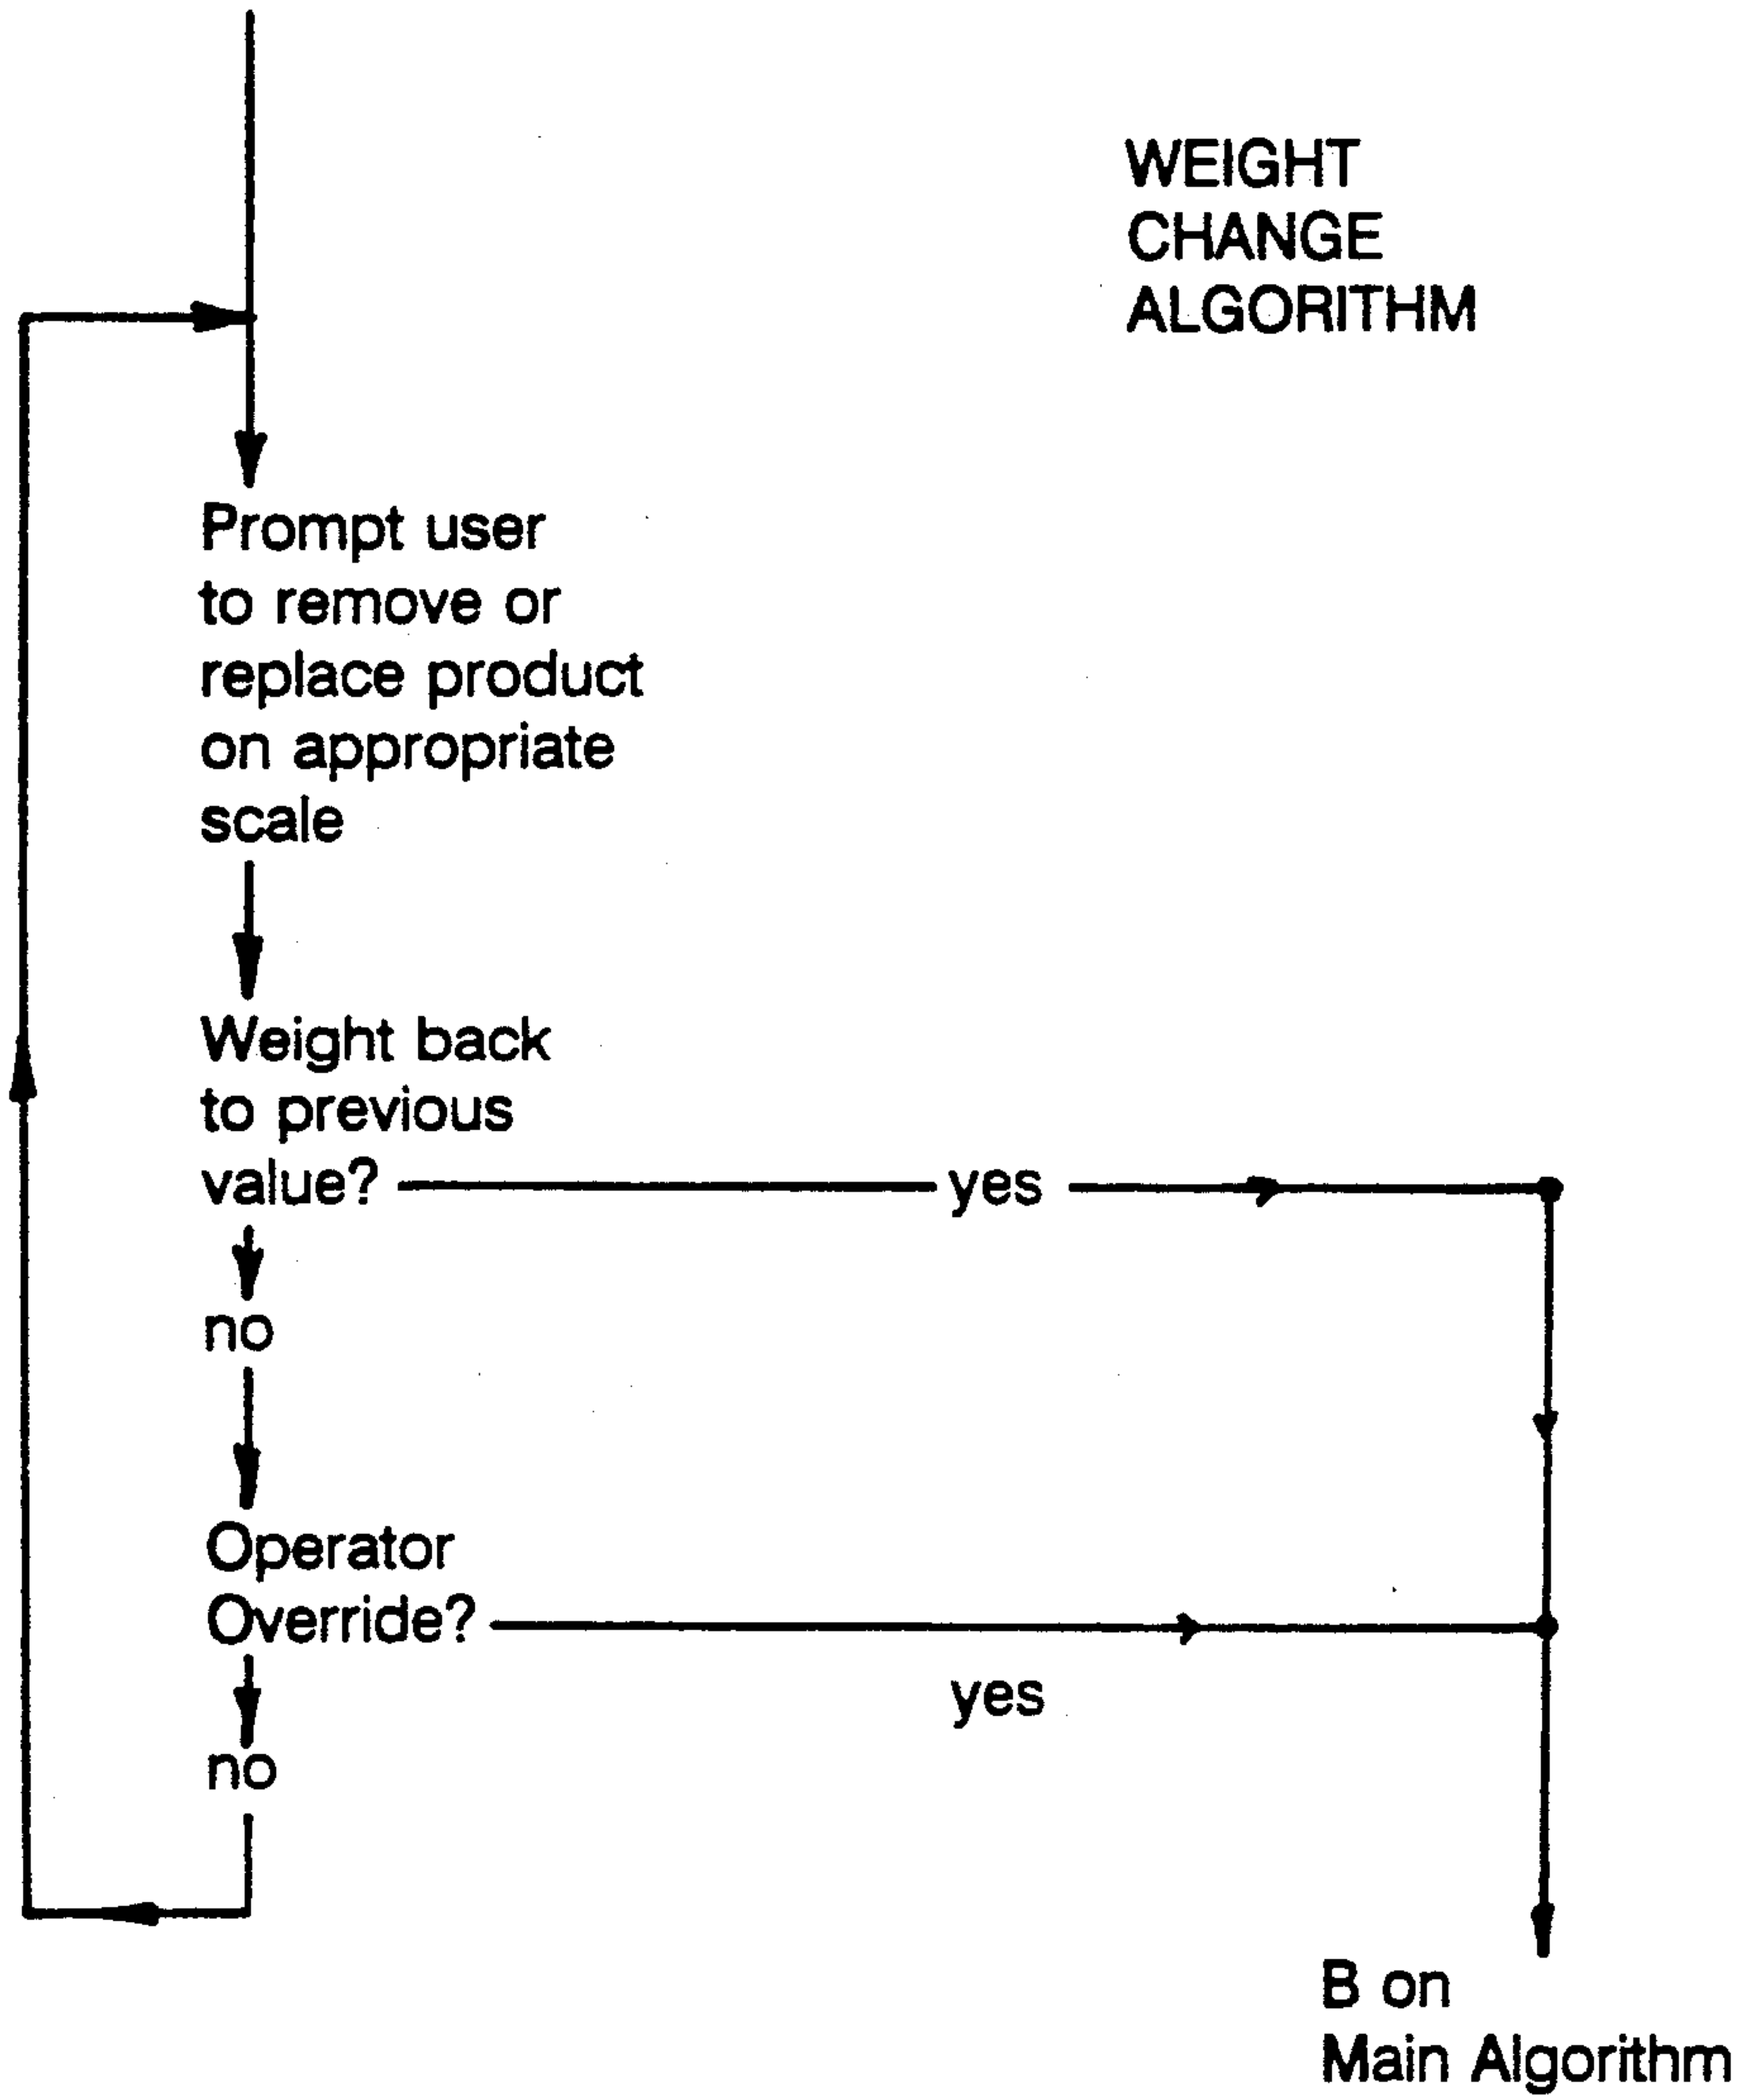 WEIGHT
CHANGE
ALGORITHM
Prompt user
to remove or
replace product
on appropriate
scale
Weight back
to previous
value?
yes
no
Operator
Override?
yes
no
B on
Main Algorithm